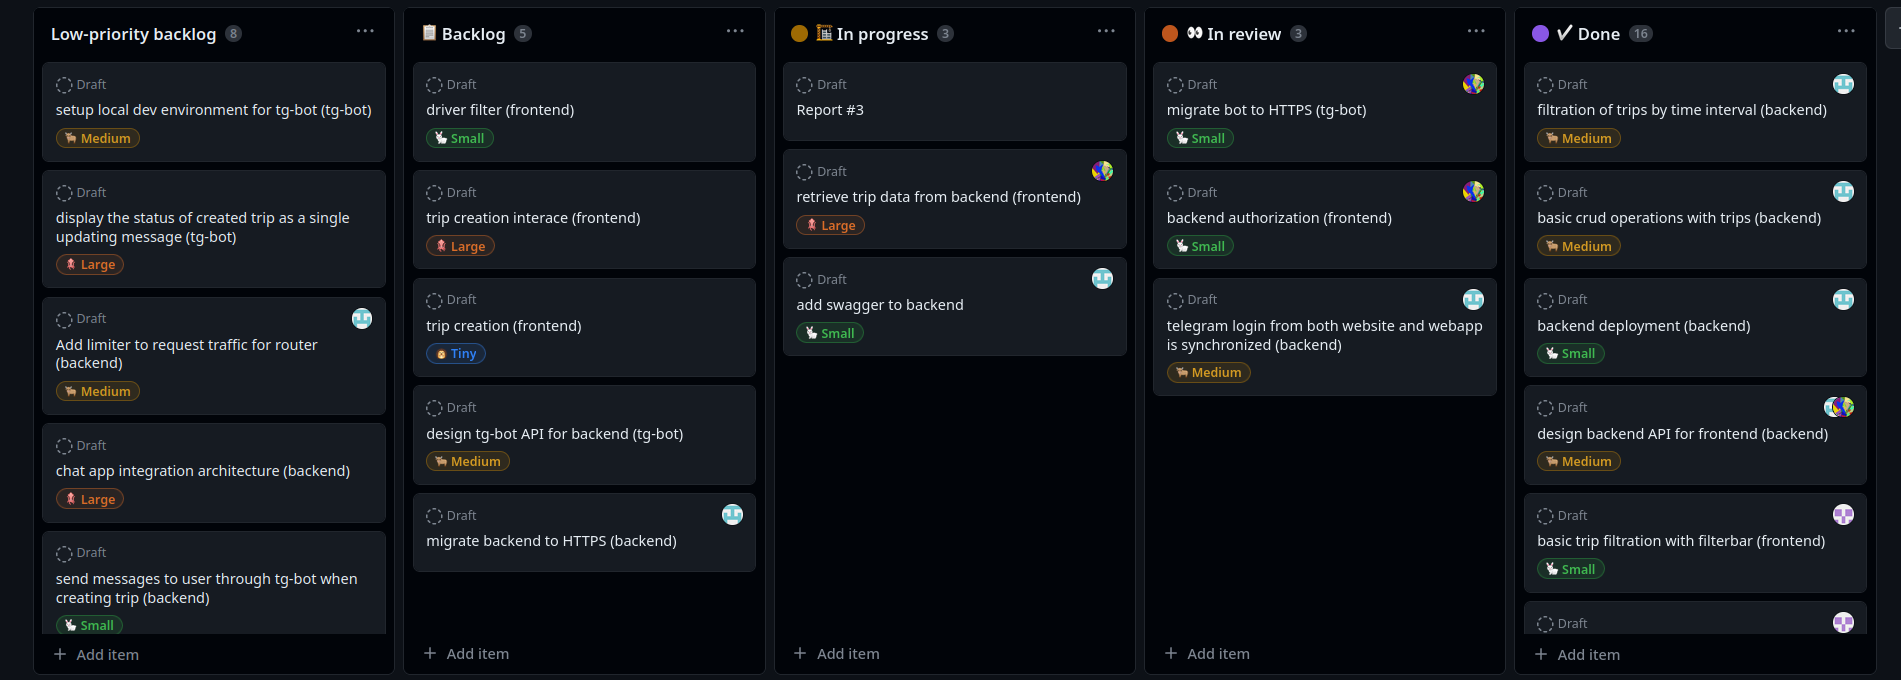 Low-priority backlog 8
Draft
setup local dev environment for tg-bot (tg-bot)
Medium
Draft
display the status of created trip as a single
updating message (tg-bot)
Large
Draft
Add limiter to request traffic for router
(backend)
Medium
Draft
chat app integration architecture (backend)
Large
Draft
send messages to user through tg-bot when
creating trip (backend)
Small
Add item
Backlog 5
Draft
driver filter (frontend)
Small
Draft
trip creation interace (frontend)
Large
Draft
trip creation (frontend)
Tiny
Draft
design tg-bot API for backend (tg-bot)
Medium
Draft
migrate backend to HTTPS (backend)
Add item
In progress 3
Draft
Report #3
Draft
retrieve trip data from backend (frontend)
Large
Draft
add swagger to backend
Small
Add item
In review 3
Draft
migrate bot to HTTPS (tg-bot)
Small
Draft
backend authorization (frontend)
Small
Draft
telegram login from both website and webapp
is synchronized (backend)
Medium
Add item
Done 16
Draft
filtration of trips by time interval (backend)
Medium
Draft
basic crud operations with trips (backend)
Medium
Draft
backend deployment (backend)
Small
Draft
design backend API for frontend (backend)
Medium
Draft
basic trip filtration with filterbar (frontend)
Small
Draft
Add item